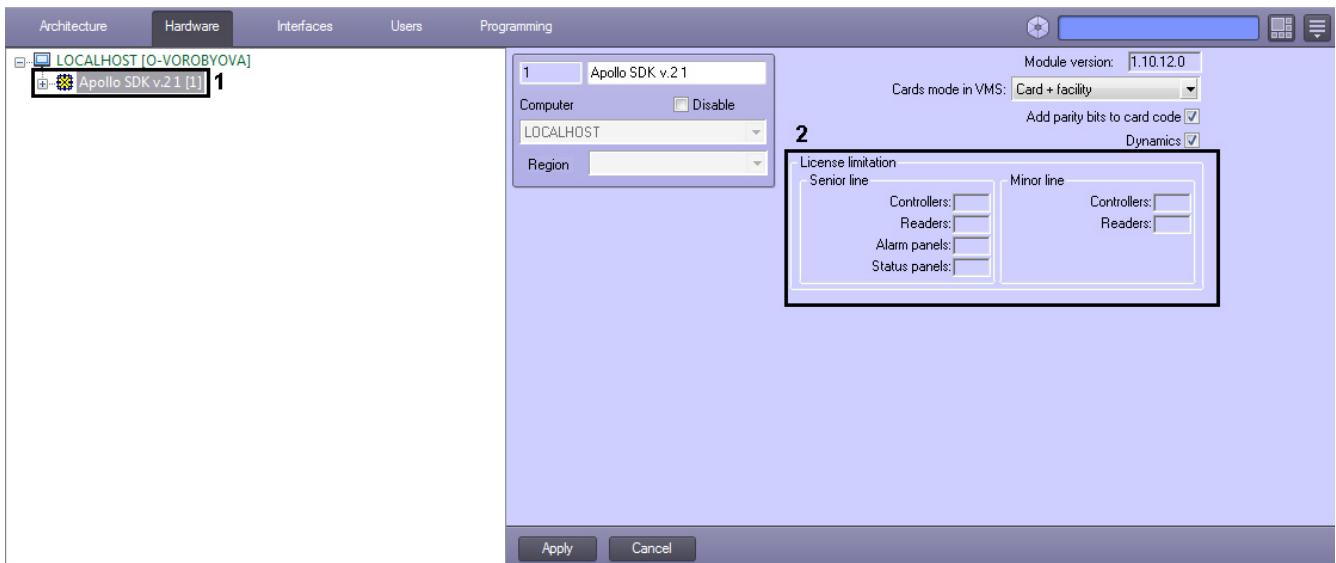 Architecture Hardware Interfaces Users Programming
LOCALHOST [O-VOROBYOVA]
Apollo SDK v.2 1 [1] 1
1 Apollo SDK v.2 1
Computer Disable
LOCALHOST
Region
Module version: 1.10.12.0
Cards mode in VMS: Card + facility
Add parity bits to card code
Dynamics
2
License limitation
Senior line
Controllers:
Readers:
Alarm panels:
Status panels:
Minor line
Controllers:
Readers:
Apply Cancel